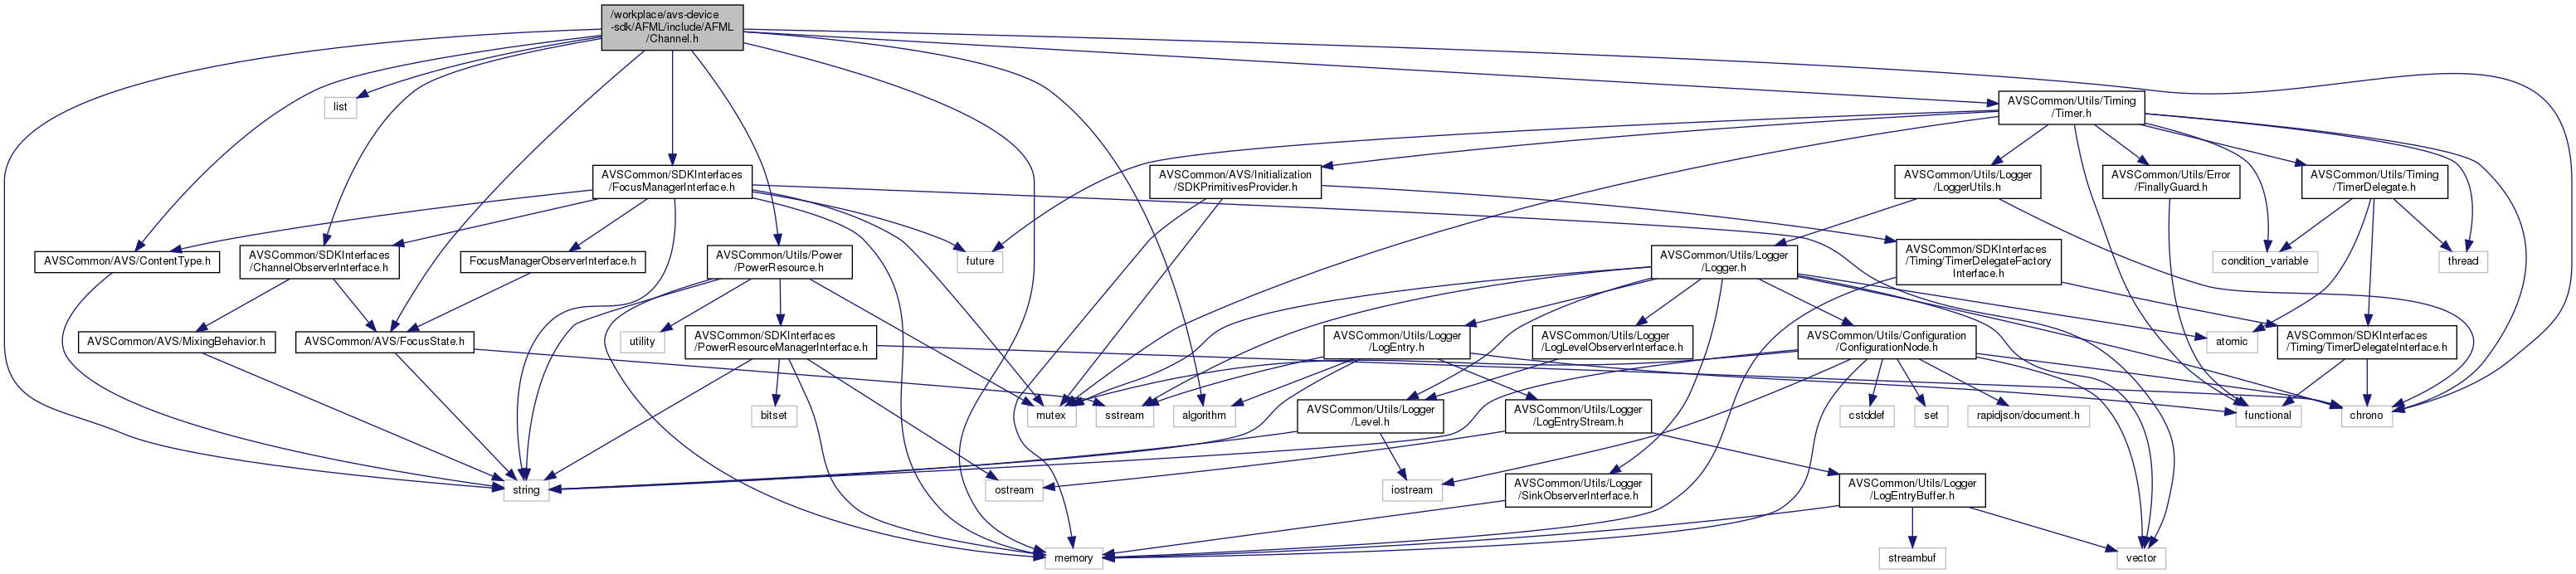 /workplace/avs-device
-sdk/AFML/include/AFML
/Channel.h
list
AVSCommon/Utils/Timing
/Timer.h
AVSCommon/SDKInterfaces
/FocusManagerInterface.h
AVSCommon/AVS/Initialization
/SDKPrimitivesProvider.h
AVSCommon/Utils/Logger
/LoggerUtils.h
AVSCommon/Utils/Error
/FinallyGuard.h
AVSCommon/Utils/Timing
/TimerDelegate.h
AVSCommon/AVS/ContentType.h
AVSCommon/SDKInterfaces
/ChannelObserverInterface.h
FocusManagerObserverInterface.h
AVSCommon/Utils/Power
/PowerResource.h
future
AVSCommon/Utils/Logger
/Logger.h
AVSCommon/SDKInterfaces
/Timing/TimerDelegateFactory
Interface.h
condition_variable
thread
AVSCommon/AVS/MixingBehavior.h
AVSCommon/AVS/FocusState.h
utility
AVSCommon/SDKInterfaces
/PowerResourceManagerInterface.h
AVSCommon/Utils/Logger
/LogEntry.h
AVSCommon/Utils/Logger
/LogLevelObserverInterface.h
AVSCommon/Utils/Configuration
/ConfigurationNode.h
atomic
AVSCommon/SDKInterfaces
/Timing/TimerDelegateInterface.h
bitset
mutex
sstream
algorithm
AVSCommon/Utils/Logger
/Level.h
AVSCommon/Utils/Logger
/LogEntryStream.h
cstddef
set
rapidjson/document.h
functional
chrono
string
ostream
iostream
AVSCommon/Utils/Logger
/SinkObserverInterface.h
AVSCommon/Utils/Logger
/LogEntryBuffer.h
memory
streambuf
vector